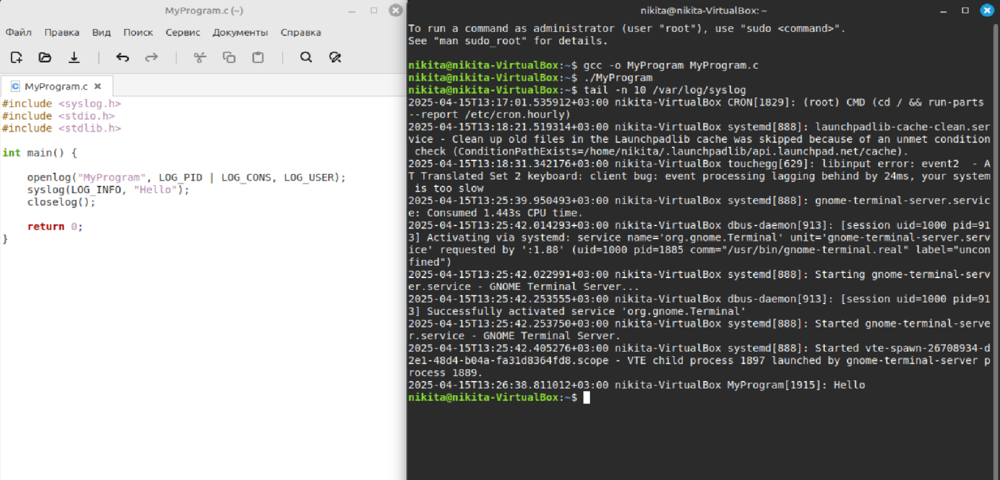 MyProgram.c (~)
Файл Правка Вид Поиск Сервис Документы Справка
MyProgram.c
#include <syslog.h>
#include <stdio.h>
#include <stdlib.h>
int main() {
openlog("MyProgram", LOG_PID | LOG_CONS, LOG_USER);
syslog(LOG_INFO, "Hello");
closelog();
return 0;
}
nikita@nikita-VirtualBox: ~
To run a command as administrator (user "root"), use "sudo <command>".
See "man sudo_root" for details.
nikita@nikita-VirtualBox:~$ gcc -o MyProgram MyProgram.c
nikita@nikita-VirtualBox:~$ ./MyProgram
nikita@nikita-VirtualBox:~$ tail -n 10 /var/log/syslog
2025-04-15T13:17:01.535912+03:00 nikita-VirtualBox CRON[1829]: (root) CMD (cd / && run-parts
--report /etc/cron.hourly)
2025-04-15T13:18:21.519314+03:00 nikita-VirtualBox systemd[888]: launchpadlib-cache-clean.ser
vice - Clean up old files in the Launchpadlib cache was skipped because of an unmet condition
check (ConditionPathExists=/home/nikita/.launchpadlib/api.launchpad.net/cache).
2025-04-15T13:18:31.342176+03:00 nikita-VirtualBox touchegg[629]: libinput error: event2  - A
T Translated Set 2 keyboard: client bug: event processing lagging behind by 24ms, your system
is too slow
2025-04-15T13:25:39.950493+03:00 nikita-VirtualBox systemd[888]: gnome-terminal-server.servic
e: Consumed 1.443s CPU time.
2025-04-15T13:25:42.014293+03:00 nikita-VirtualBox dbus-daemon[913]: [session uid=1000 pid=91
3] Activating via systemd: service name='org.gnome.Terminal' unit='gnome-terminal-server.serv
ice' requested by ':1.88' (uid=1000 pid=1885 comm="/usr/bin/gnome-terminal.real" label="uncon
fined")
2025-04-15T13:25:42.022991+03:00 nikita-VirtualBox systemd[888]: Starting gnome-terminal-serv
er.service - GNOME Terminal Server...
2025-04-15T13:25:42.253555+03:00 nikita-VirtualBox dbus-daemon[913]: [session uid=1000 pid=91
3] Successfully activated service 'org.gnome.Terminal'
2025-04-15T13:25:42.253750+03:00 nikita-VirtualBox systemd[888]: Started gnome-terminal-serve
r.service - GNOME Terminal Server.
2025-04-15T13:25:42.405276+03:00 nikita-VirtualBox systemd[888]: Started vte-spawn-26708934-d
2e1-48d4-b04a-fa31d8364fd8.scope - VTE child process 1897 launched by gnome-terminal-server p
rocess 1889.
2025-04-15T13:26:38.811012+03:00 nikita-VirtualBox MyProgram[1915]: Hello
nikita@nikita-VirtualBox:~$